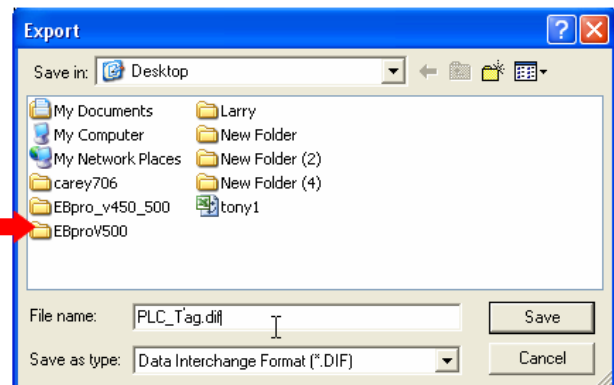 Export
Save in: Desktop
My Documents
My Computer
My Network Places
carey706
EBpro_v450_500
EBproV500
Larry
New Folder
New Folder (2)
New Folder (4)
tony1
File name: PLC_Tag.dif Save
Save as type: Data Interchange Format (*.DIF) Cancel